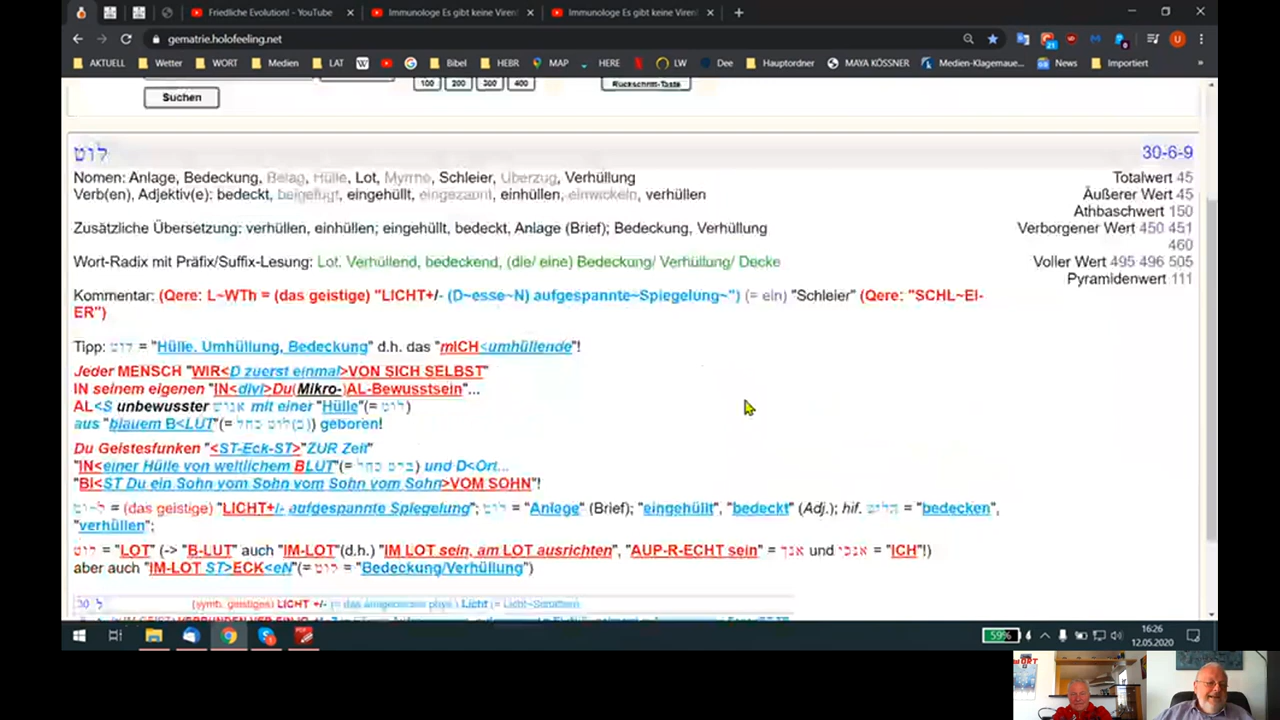 Friedliche Evolution! - YouTube
Immunologe Es gibt keine Viren
Immunologe Es gibt keine Viren
gematrie.holofeeling.net
AKTUELL Wetter WORT Medien LAT Bibel HEBR MAP HERE LW Dee Hauptordner MAYA KÖSSNER Medien-Klagemaue... News Importiert
100 200 300 400 Rückschritt-Taste
Suchen
לוט 30-6-9
Nomen: Anlage, Bedeckung, Belag, Hülle, Lot, Myrrhe, Schleier, Überzug, Verhüllung
Totalwert 45
Verb(en), Adjektiv(e): bedeckt, beigefügt, eingehüllt, eingezäunt, einhüllen, einwickeln, verhüllen
Äußerer Wert 45
Athbaschwert 150
Zusätzliche Übersetzung: verhüllen, einhüllen; eingehüllt, bedeckt, Anlage (Brief); Bedeckung, Verhüllung
Verborgener Wert 450 451
460
Wort-Radix mit Präfix/Suffix-Lesung: Lot. Verhüllend, bedeckend, (die/ eine) Bedeckung/ Verhüllung/ Decke
Voller Wert 495 496 505
Pyramidenwert 111
Kommentar: (Qere: L~WTh = (das geistige) "LICHT+/- (D~esse~N) aufgespannte~Spiegelung~") (= ein) "Schleier" (Qere: "SCHL~EI-
ER")
Tipp: לוט = "Hülle, Umhüllung, Bedeckung" d.h. das "mICH<umhüllende"!
Jeder MENSCH "WIR<D zuerst einmal>VON SICH SELBST"
IN seinem eigenen "IN<divi>Du(Mikro-)AL-Bewusstsein"...
AL<S unbewusster אנוש mit einer "Hülle"(= לוט)
aus "blauem B<LUT"(= כחל לוט(ב)) geboren!
Du Geistesfunken "<ST-Eck-ST>"ZUR Zeit"
"IN<einer Hülle von weltlichem BLUT"(= ) und D<Ort...
"BI<ST Du ein Sohn vom Sohn vom Sohn vom Sohn>VOM SOHN"!
ל-וט = (das geistige) "LICHT+/- aufgespannte Spiegelung"; לוט = "Anlage" (Brief); "eingehüllt", "bedeckt" (Adj.); hif. הליט = "bedecken",
"verhüllen";
לוט = "LOT" (-> "B-LUT" auch "IM-LOT"(d.h.) "IM LOT sein, am LOT ausrichten", "AUP-R-ECHT sein" = אנך und אנכי = "ICH"!)
aber auch "IM-LOT ST>ECK<eN"(= לוט = "Bedeckung/Verhüllung")
30 ל (symb. geistiges) LICHT +/-
59%
16:26
12.05.2020